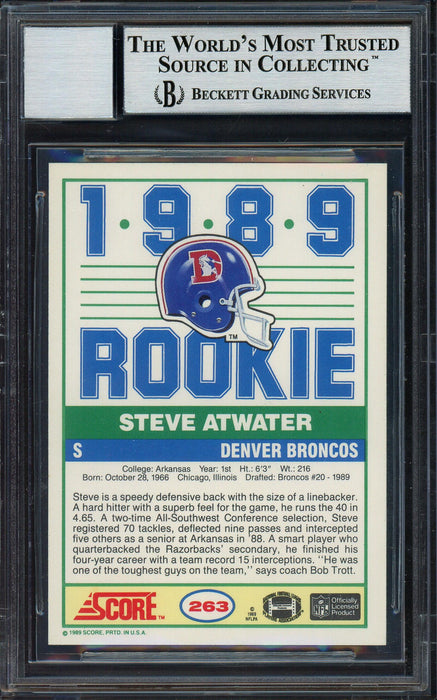 THE WORLD'S MOST TRUSTED
SOURCE IN COLLECTING™
B BECKETT GRADING SERVICES
1·9·8·9
D
TM
ROOKIE
STEVE ATWATER
S DENVER BRONCOS
College: Arkansas Year: 1st Ht.: 6'3" Wt.: 216
Born: October 28, 1966 Chicago, Illinois Drafted: Broncos #20 - 1989
Steve is a speedy defensive back with the size of a linebacker.
A hard hitter with a superb feel for the game, he runs the 40 in
4.65. A two-time All-Southwest Conference selection, Steve
registered 70 tackles, deflected nine passes and intercepted
five others as a senior at Arkansas in '88. A smart player who
quarterbacked the Razorbacks' secondary, he finished his
four-year career with a team record 15 interceptions. "He was
one of the toughest guys on the team," says coach Bob Trott.
SCORE™ 263 © 1989 NFLPA NFL Officially Licensed Product
© 1989 SCORE. PRTD. IN U.S.A.